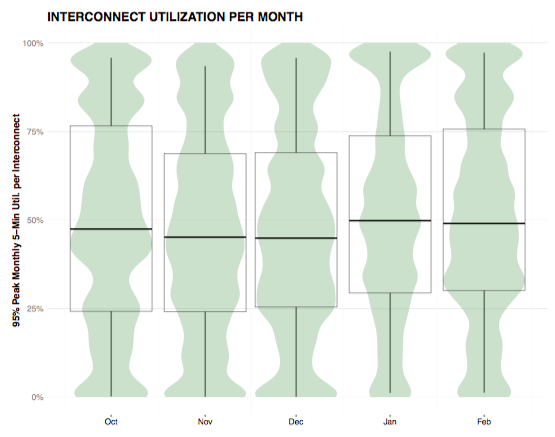 INTERCONNECT UTILIZATION PER MONTH
95% Peak Monthly 5-Min Util. per Interconnect
100%
75%
50%
25%
0%
Oct Nov Dec Jan Feb